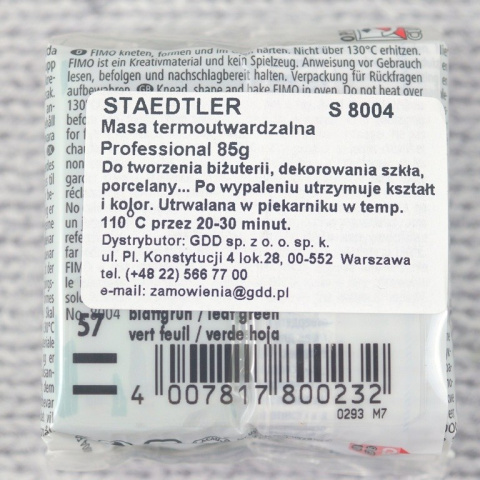 FIMO kneten, formen und im härten. Nicht über 130°C erhitzen.
FIMO ist ein Kreativmaterial und kein Spielzeug. Anweisung vor Gebrauch
lesen, befolgen und nachschlagbereit halten. Verpackung für Rückfragen
aufbewahren. GB Knead, shape and bake FIMO in oven. Do not heat over
STAEDTLER S 8004
Masa termoutwardzalna
Professional 85g
Do tworzenia biżuterii, dekorowania szkła,
porcelany... Po wypaleniu utrzymuje kształt
i kolor. Utrwalana w piekarniku w temp.
110°C przez 20-30 minut.
Dystrybutor: GDD sp. z o. o. sp. k.
ul. Pl. Konstytucji 4 lok.28, 00-552 Warszawa
tel. (+48 22) 566 77 00
e-mail: zamowienia@gdd.pl
No. 8004
57 blattgrün / leaf green
vert feuil / verde hoja
4 007817 800232
0293 M7